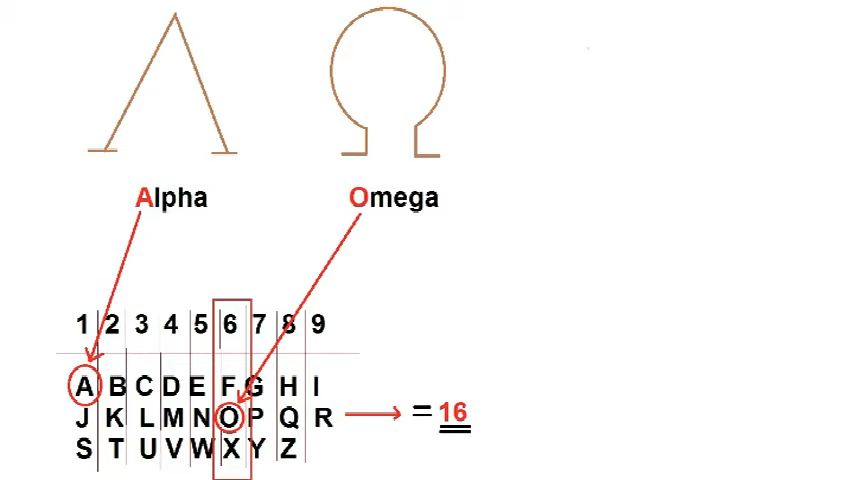 Λ Ω
Alpha Omega
1 2 3 4 5 6 7 8 9
A B C D E F G H I
J K L M N O P Q R = 16
S T U V W X Y Z